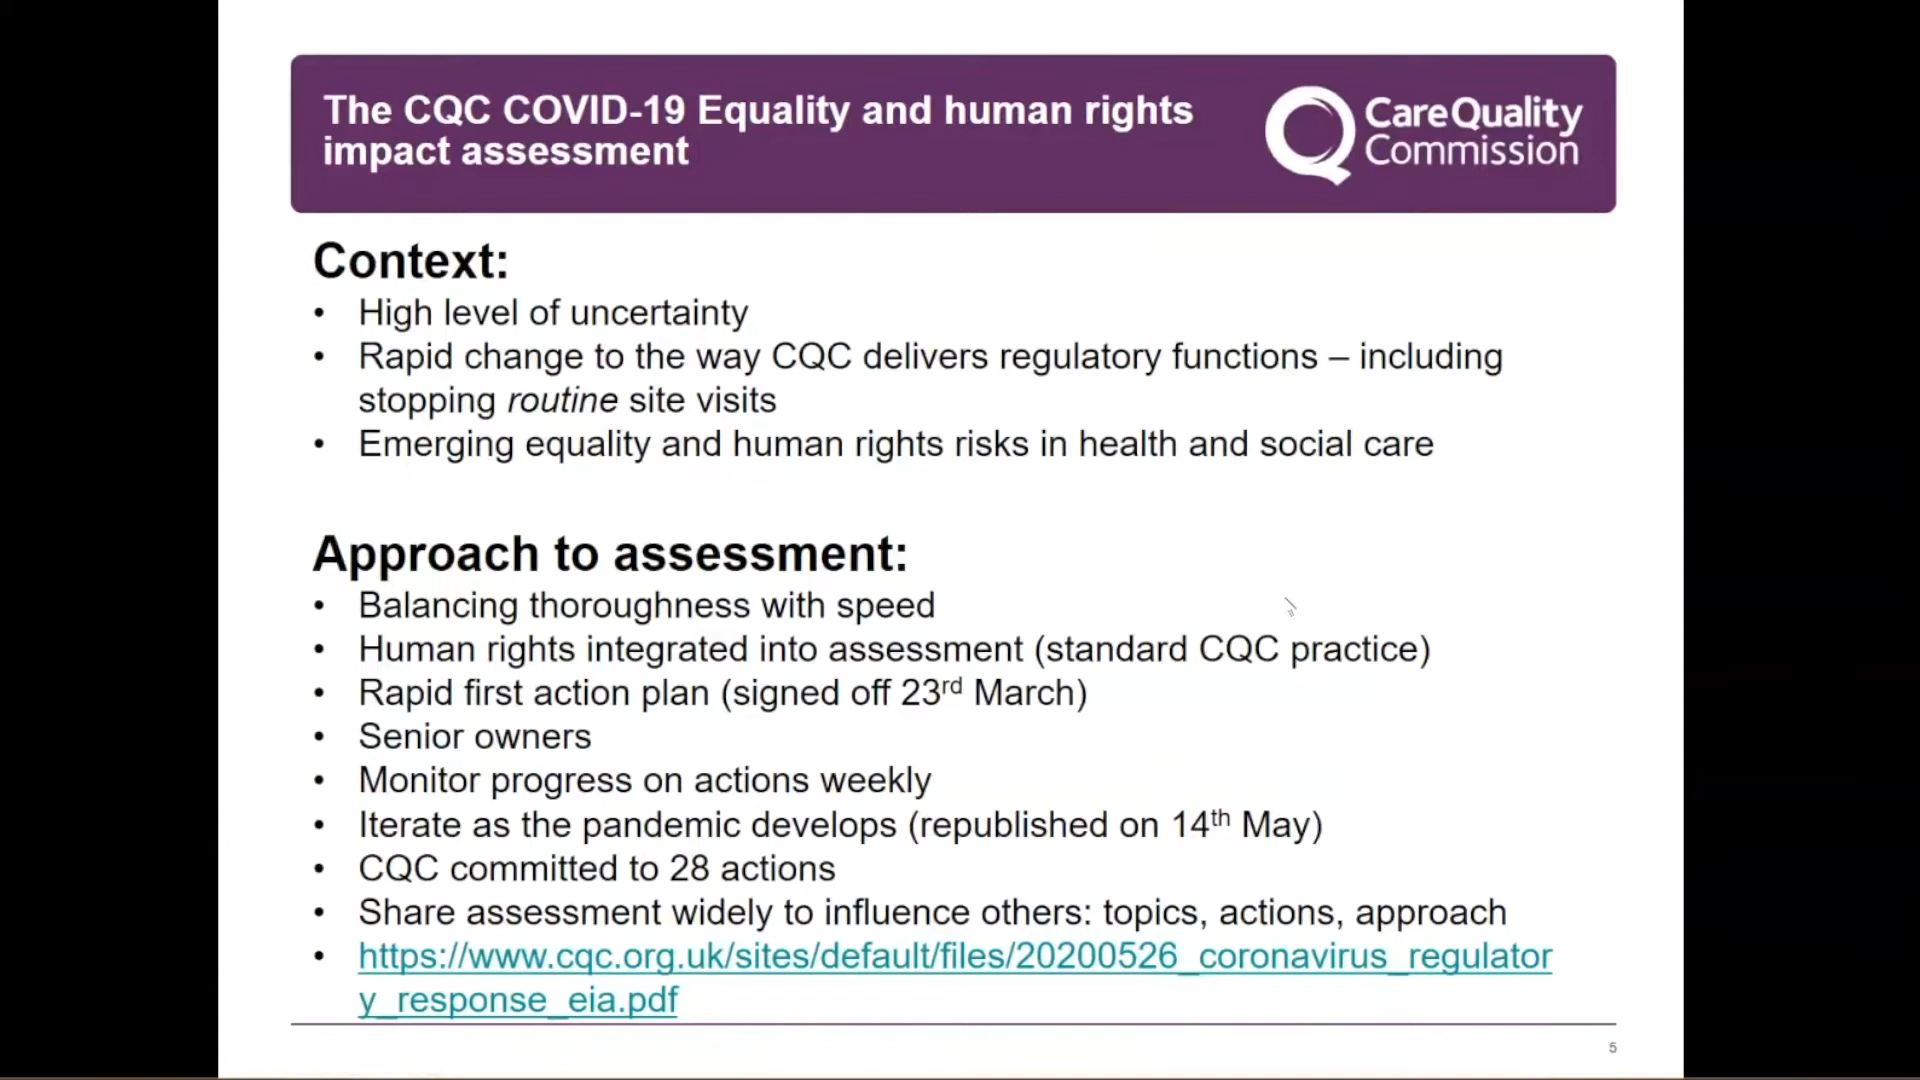 The CQC COVID-19 Equality and human rights
impact assessment
CareQuality
Commission
Context:
• High level of uncertainty
• Rapid change to the way CQC delivers regulatory functions – including
stopping routine site visits
• Emerging equality and human rights risks in health and social care
Approach to assessment:
• Balancing thoroughness with speed
• Human rights integrated into assessment (standard CQC practice)
• Rapid first action plan (signed off 23rd March)
• Senior owners
• Monitor progress on actions weekly
• Iterate as the pandemic develops (republished on 14th May)
• CQC committed to 28 actions
• Share assessment widely to influence others: topics, actions, approach
• https://www.cqc.org.uk/sites/default/files/20200526_coronavirus_regulator
y_response_eia.pdf
5